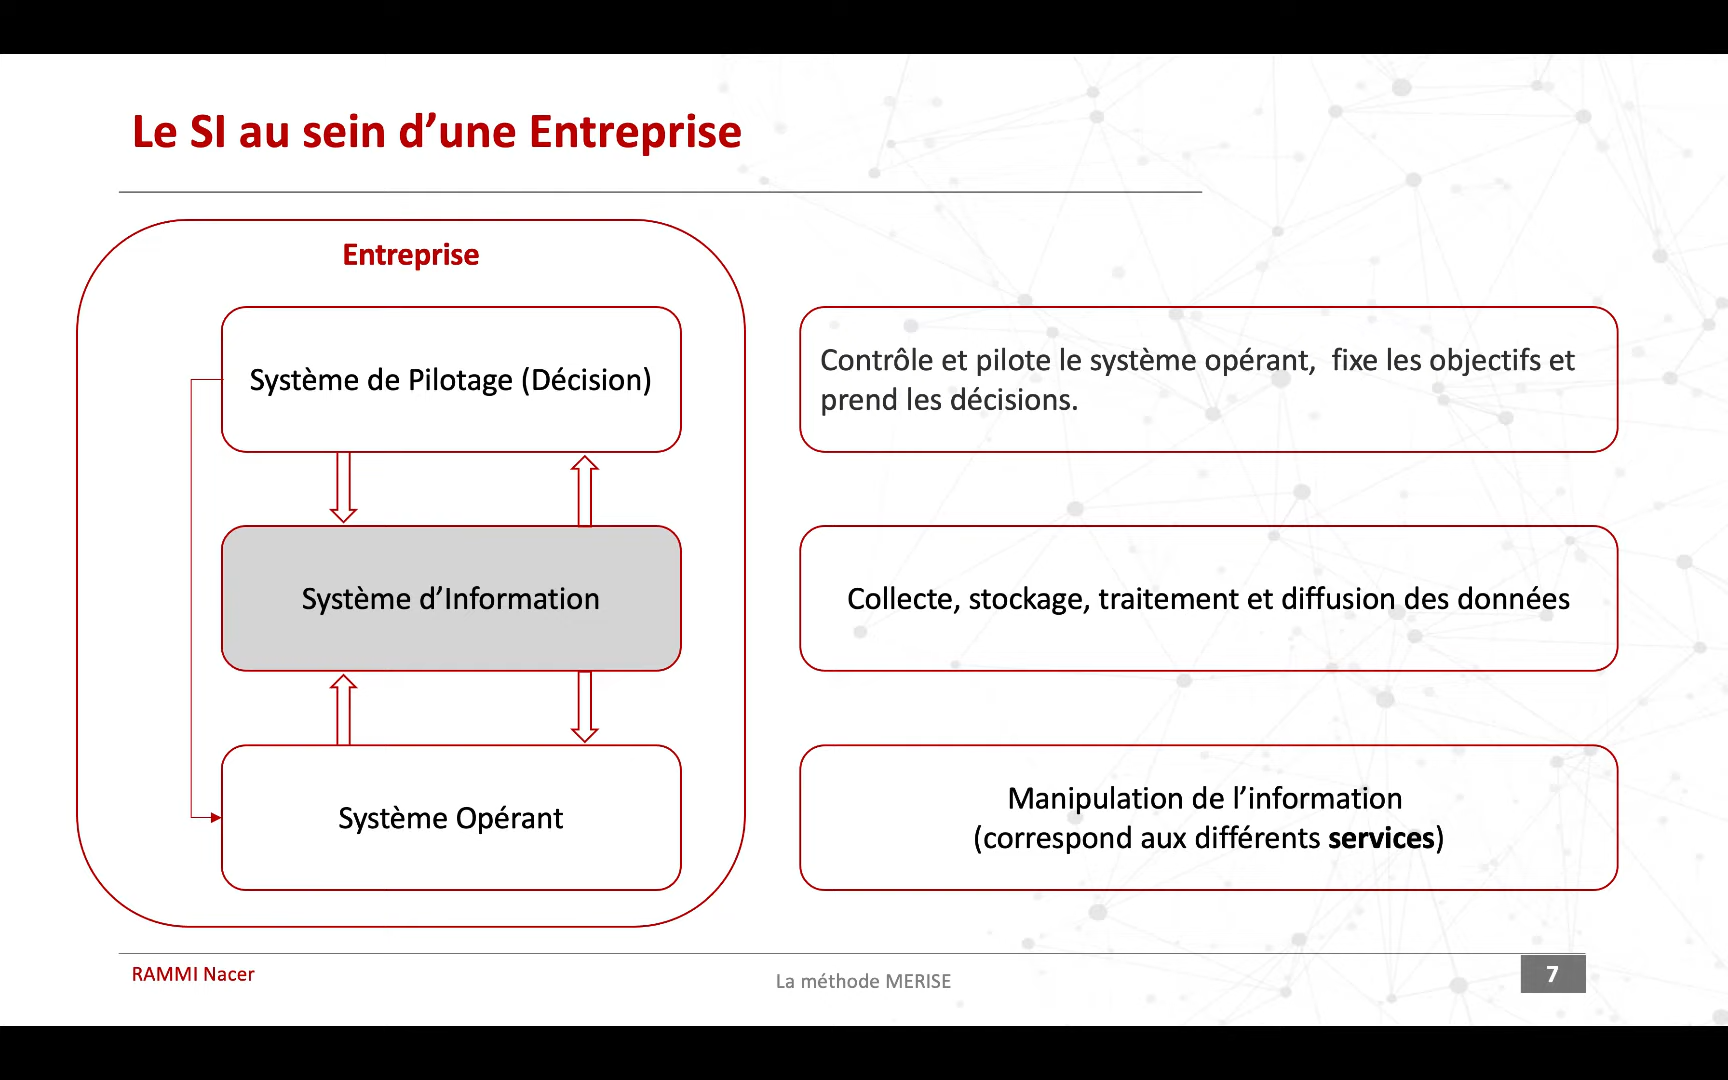 Le SI au sein d’une Entreprise
Entreprise
Système de Pilotage (Décision)
Contrôle et pilote le système opérant,  fixe les objectifs et
prend les décisions.
Système d’Information
Collecte, stockage, traitement et diffusion des données
Système Opérant
Manipulation de l’information
(correspond aux différents services)
RAMMI Nacer
La méthode MERISE
7